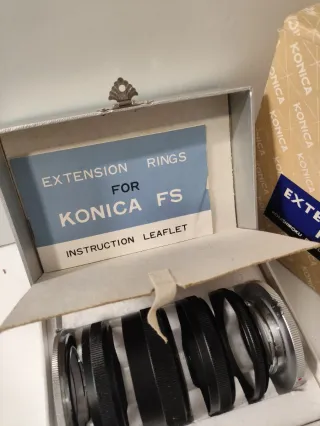 EXTENSION RINGS
FOR
KONICA FS
INSTRUCTION LEAFLET
KONICA
KONICA
KONICA
EXTE